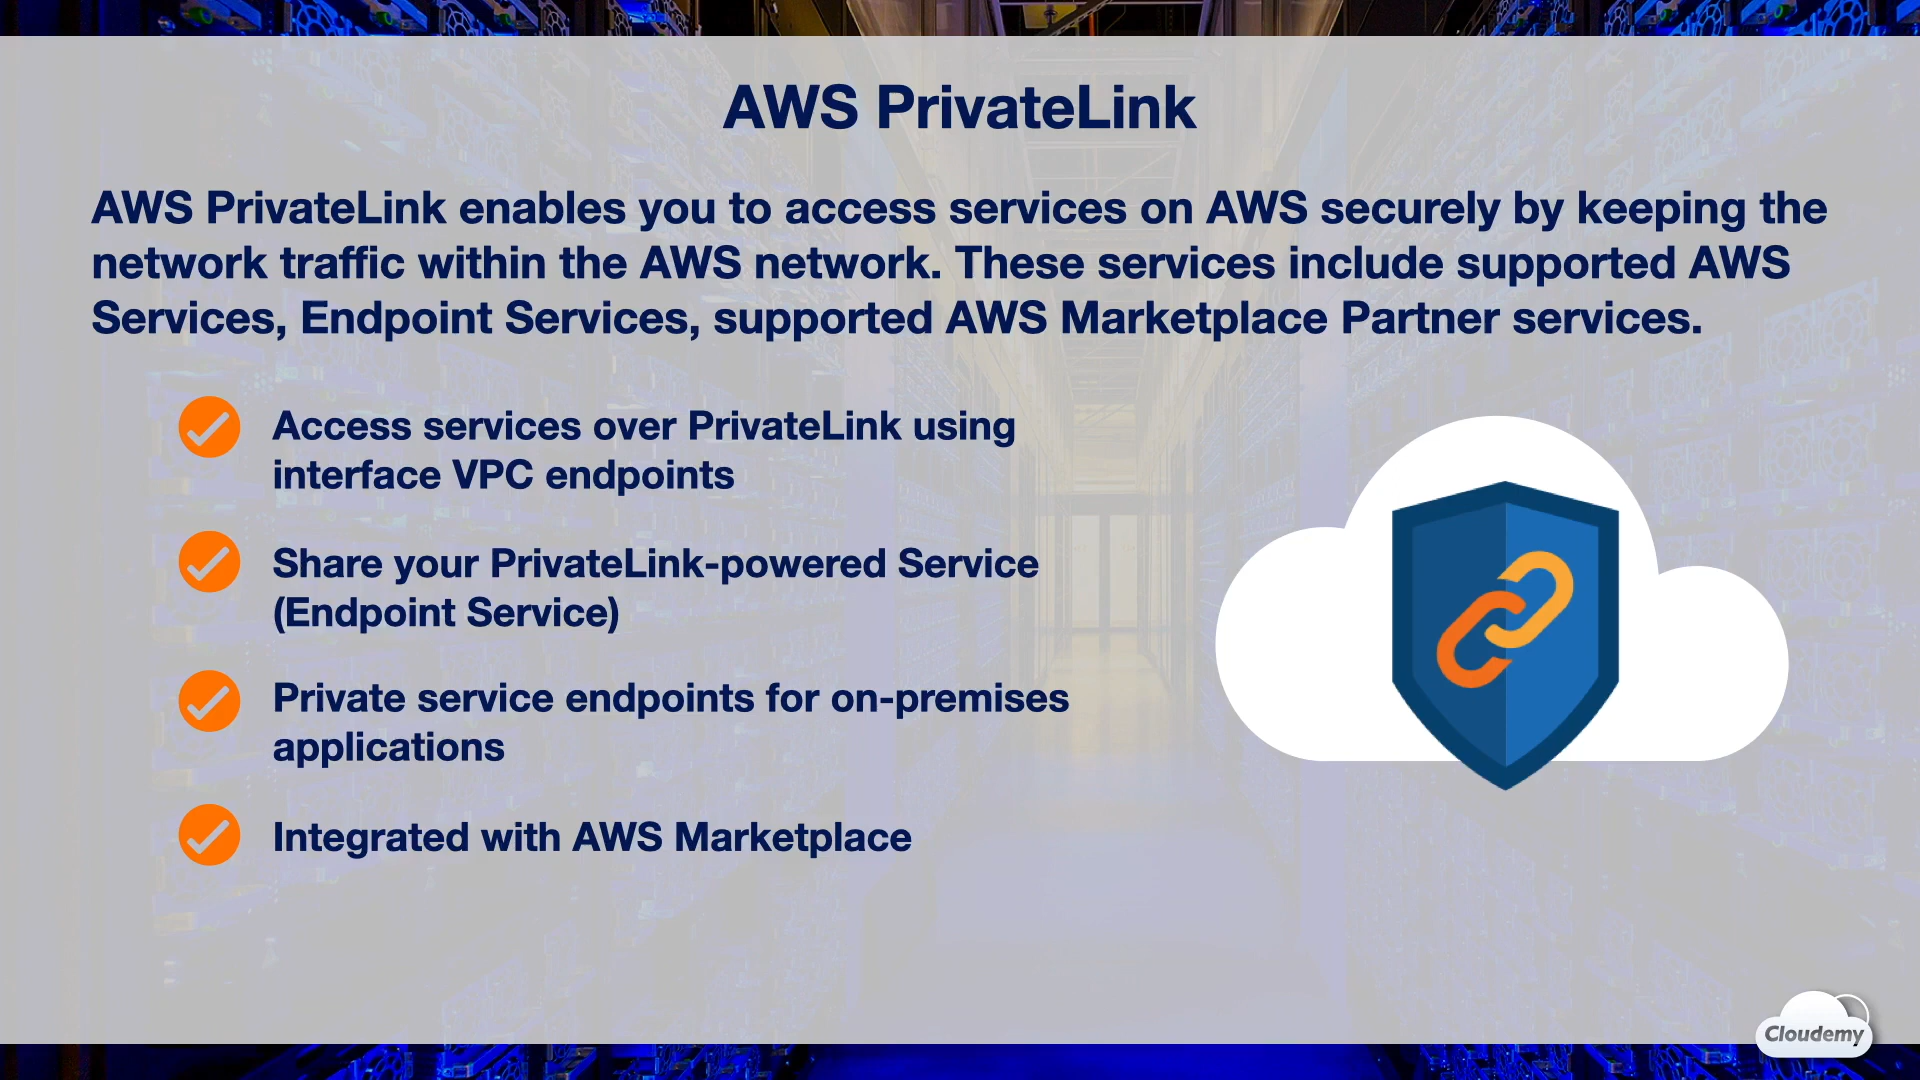 AWS PrivateLink
AWS PrivateLink enables you to access services on AWS securely by keeping the
network traffic within the AWS network. These services include supported AWS
Services, Endpoint Services, supported AWS Marketplace Partner services.
Access services over PrivateLink using
interface VPC endpoints
Share your PrivateLink-powered Service
(Endpoint Service)
Private service endpoints for on-premises
applications
Integrated with AWS Marketplace
Cloudemy